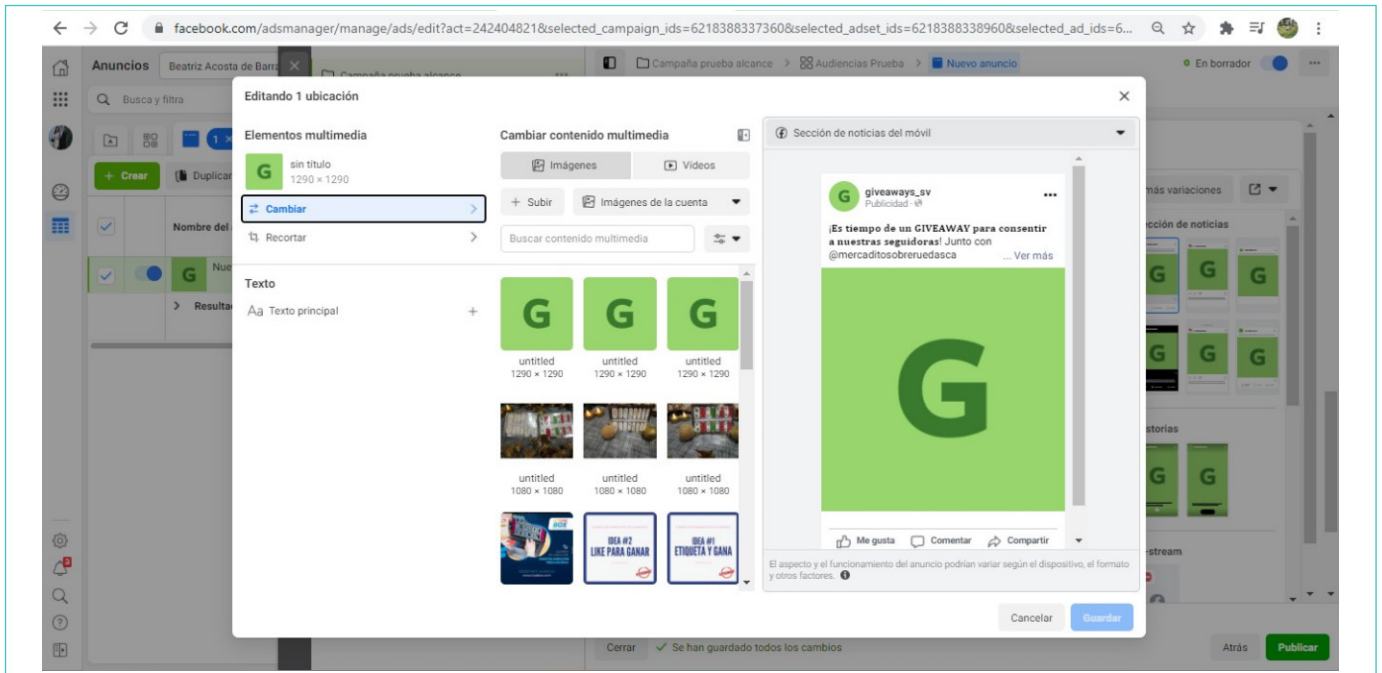 facebook.com/adsmanager/manage/ads/edit?act=242404821&selected_campaign_ids=6218388337360&selected_adset_ids=6218388338960&selected_ad_ids=6...
Anuncios
Beatriz Acosta de Barra
Campaña prueba alcance
Campaña prueba alcance > Audiencias Prueba > Nuevo anuncio
En borrador
Busca y filtra
1
+ Crear
Duplicar
Nombre del
G
Resulta
Editando 1 ubicación
Elementos multimedia
G
sin título
1290 × 1290
Cambiar
Recortar
Texto
Aa Texto principal
Cambiar contenido multimedia
Imágenes
Vídeos
+ Subir
Imágenes de la cuenta
Buscar contenido multimedia
G G G
untitled untitled untitled
1290 × 1290 1290 × 1290 1290 × 1290
untitled untitled untitled
1080 × 1080 1080 × 1080 1080 × 1080
BOX
IDEA #2
LIKE PARA GANAR
IDEA #1
ETIQUETA Y GANA
Sección de noticias del móvil
G
giveaways_sv
Publicidad
¡Es tiempo de un GIVEAWAY para consentir
a nuestras seguidoras! Junto con
@mercaditosobreruedasca ... Ver más
G
Me gusta Comentar Compartir
El aspecto y el funcionamiento del anuncio podrían variar según el dispositivo, el formato
y otros factores.
Cancelar
Guardar
más variaciones
cción de noticias
G G G
G G G
storias
G G
-stream
Cerrar
Se han guardado todos los cambios
Atrás
Publicar